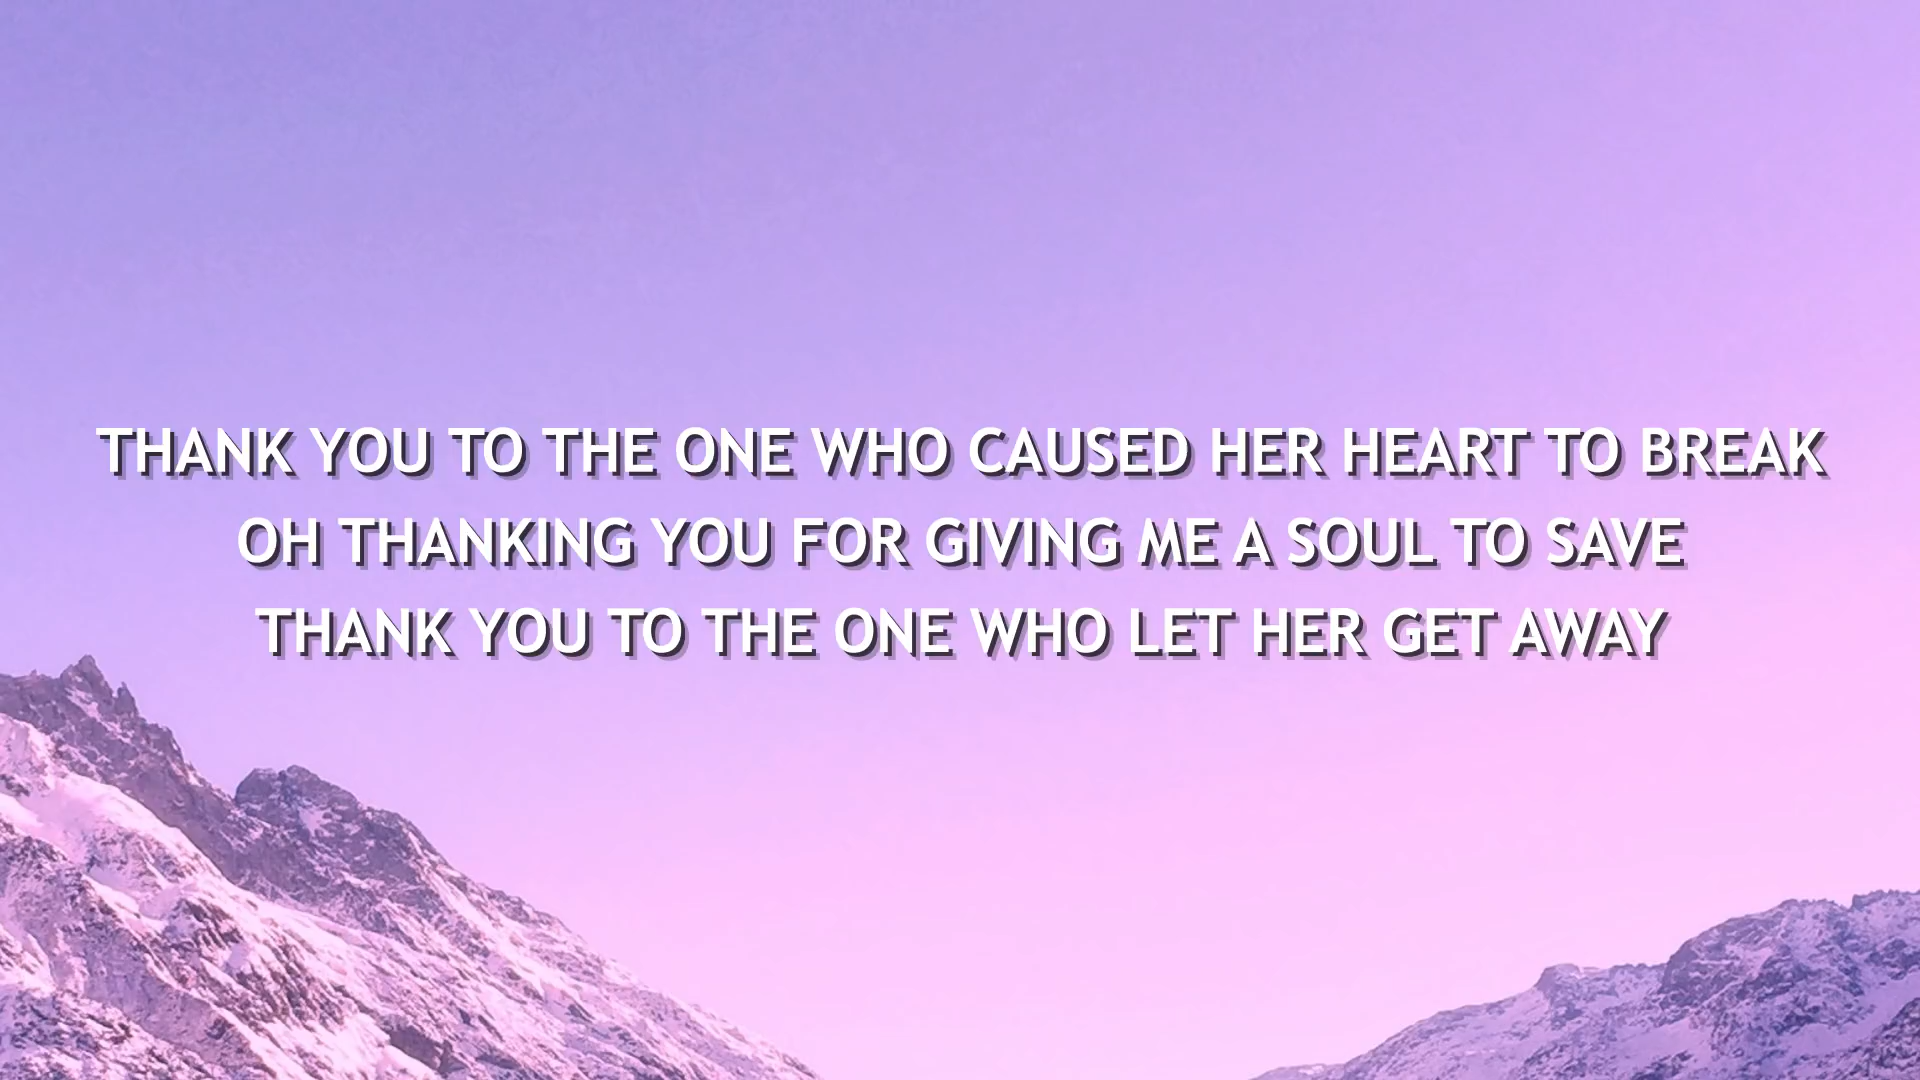 THANK YOU TO THE ONE WHO CAUSED HER HEART TO BREAK
OH THANKING YOU FOR GIVING ME A SOUL TO SAVE
THANK YOU TO THE ONE WHO LET HER GET AWAY